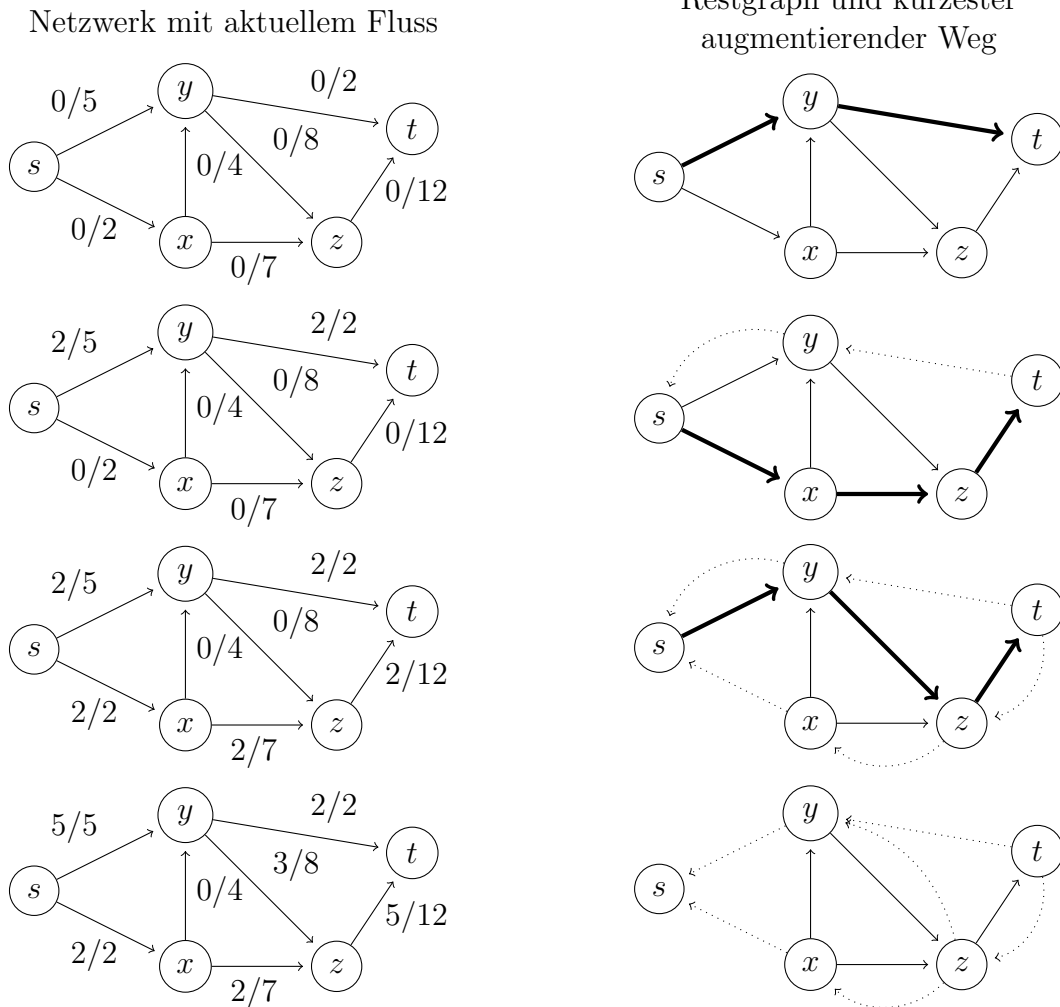 Netzwerk mit aktuellem Fluss
Restgraph und kürzester
augmentierender Weg
0/5
y
0/2
t
0/8
s
0/4
0/12
0/2
x
z
0/7
y
t
s
x
z
2/5
y
2/2
t
0/8
s
0/4
0/12
0/2
x
z
0/7
y
t
s
x
z
2/5
y
2/2
t
0/8
s
0/4
2/12
2/2
x
z
2/7
y
t
s
x
z
5/5
y
2/2
t
3/8
s
0/4
5/12
2/2
x
z
2/7
y
t
s
x
z